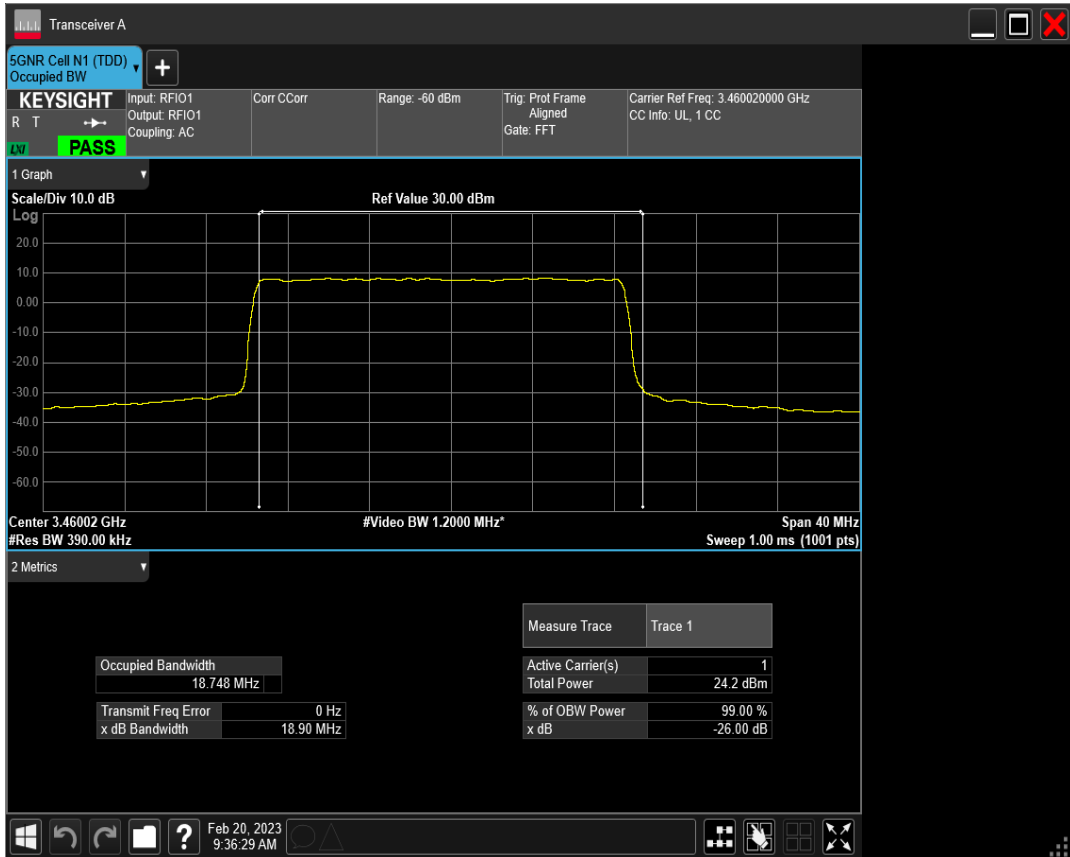 Transceiver A
5GNR Cell N1 (TDD)
Occupied BW
+
KEYSIGHT
R T
LXI
PASS
Input: RFIO1
Output: RFIO1
Coupling: AC
Corr CCorr
Range: -60 dBm
Trig: Prot Frame
Aligned
Gate: FFT
Carrier Ref Freq: 3.460020000 GHz
CC Info: UL, 1 CC
1 Graph
Scale/Div 10.0 dB
Ref Value 30.00 dBm
Log
20.0
10.0
0.00
-10.0
-20.0
-30.0
-40.0
-50.0
-60.0
Center 3.46002 GHz
#Video BW 1.2000 MHz*
Span 40 MHz
#Res BW 390.00 kHz
Sweep 1.00 ms (1001 pts)
2 Metrics
Measure Trace Trace 1
Occupied Bandwidth
18.748 MHz
Active Carrier(s) 1
Total Power 24.2 dBm
Transmit Freq Error 0 Hz
x dB Bandwidth 18.90 MHz
% of OBW Power 99.00 %
x dB -26.00 dB
?
Feb 20, 2023
9:36:29 AM